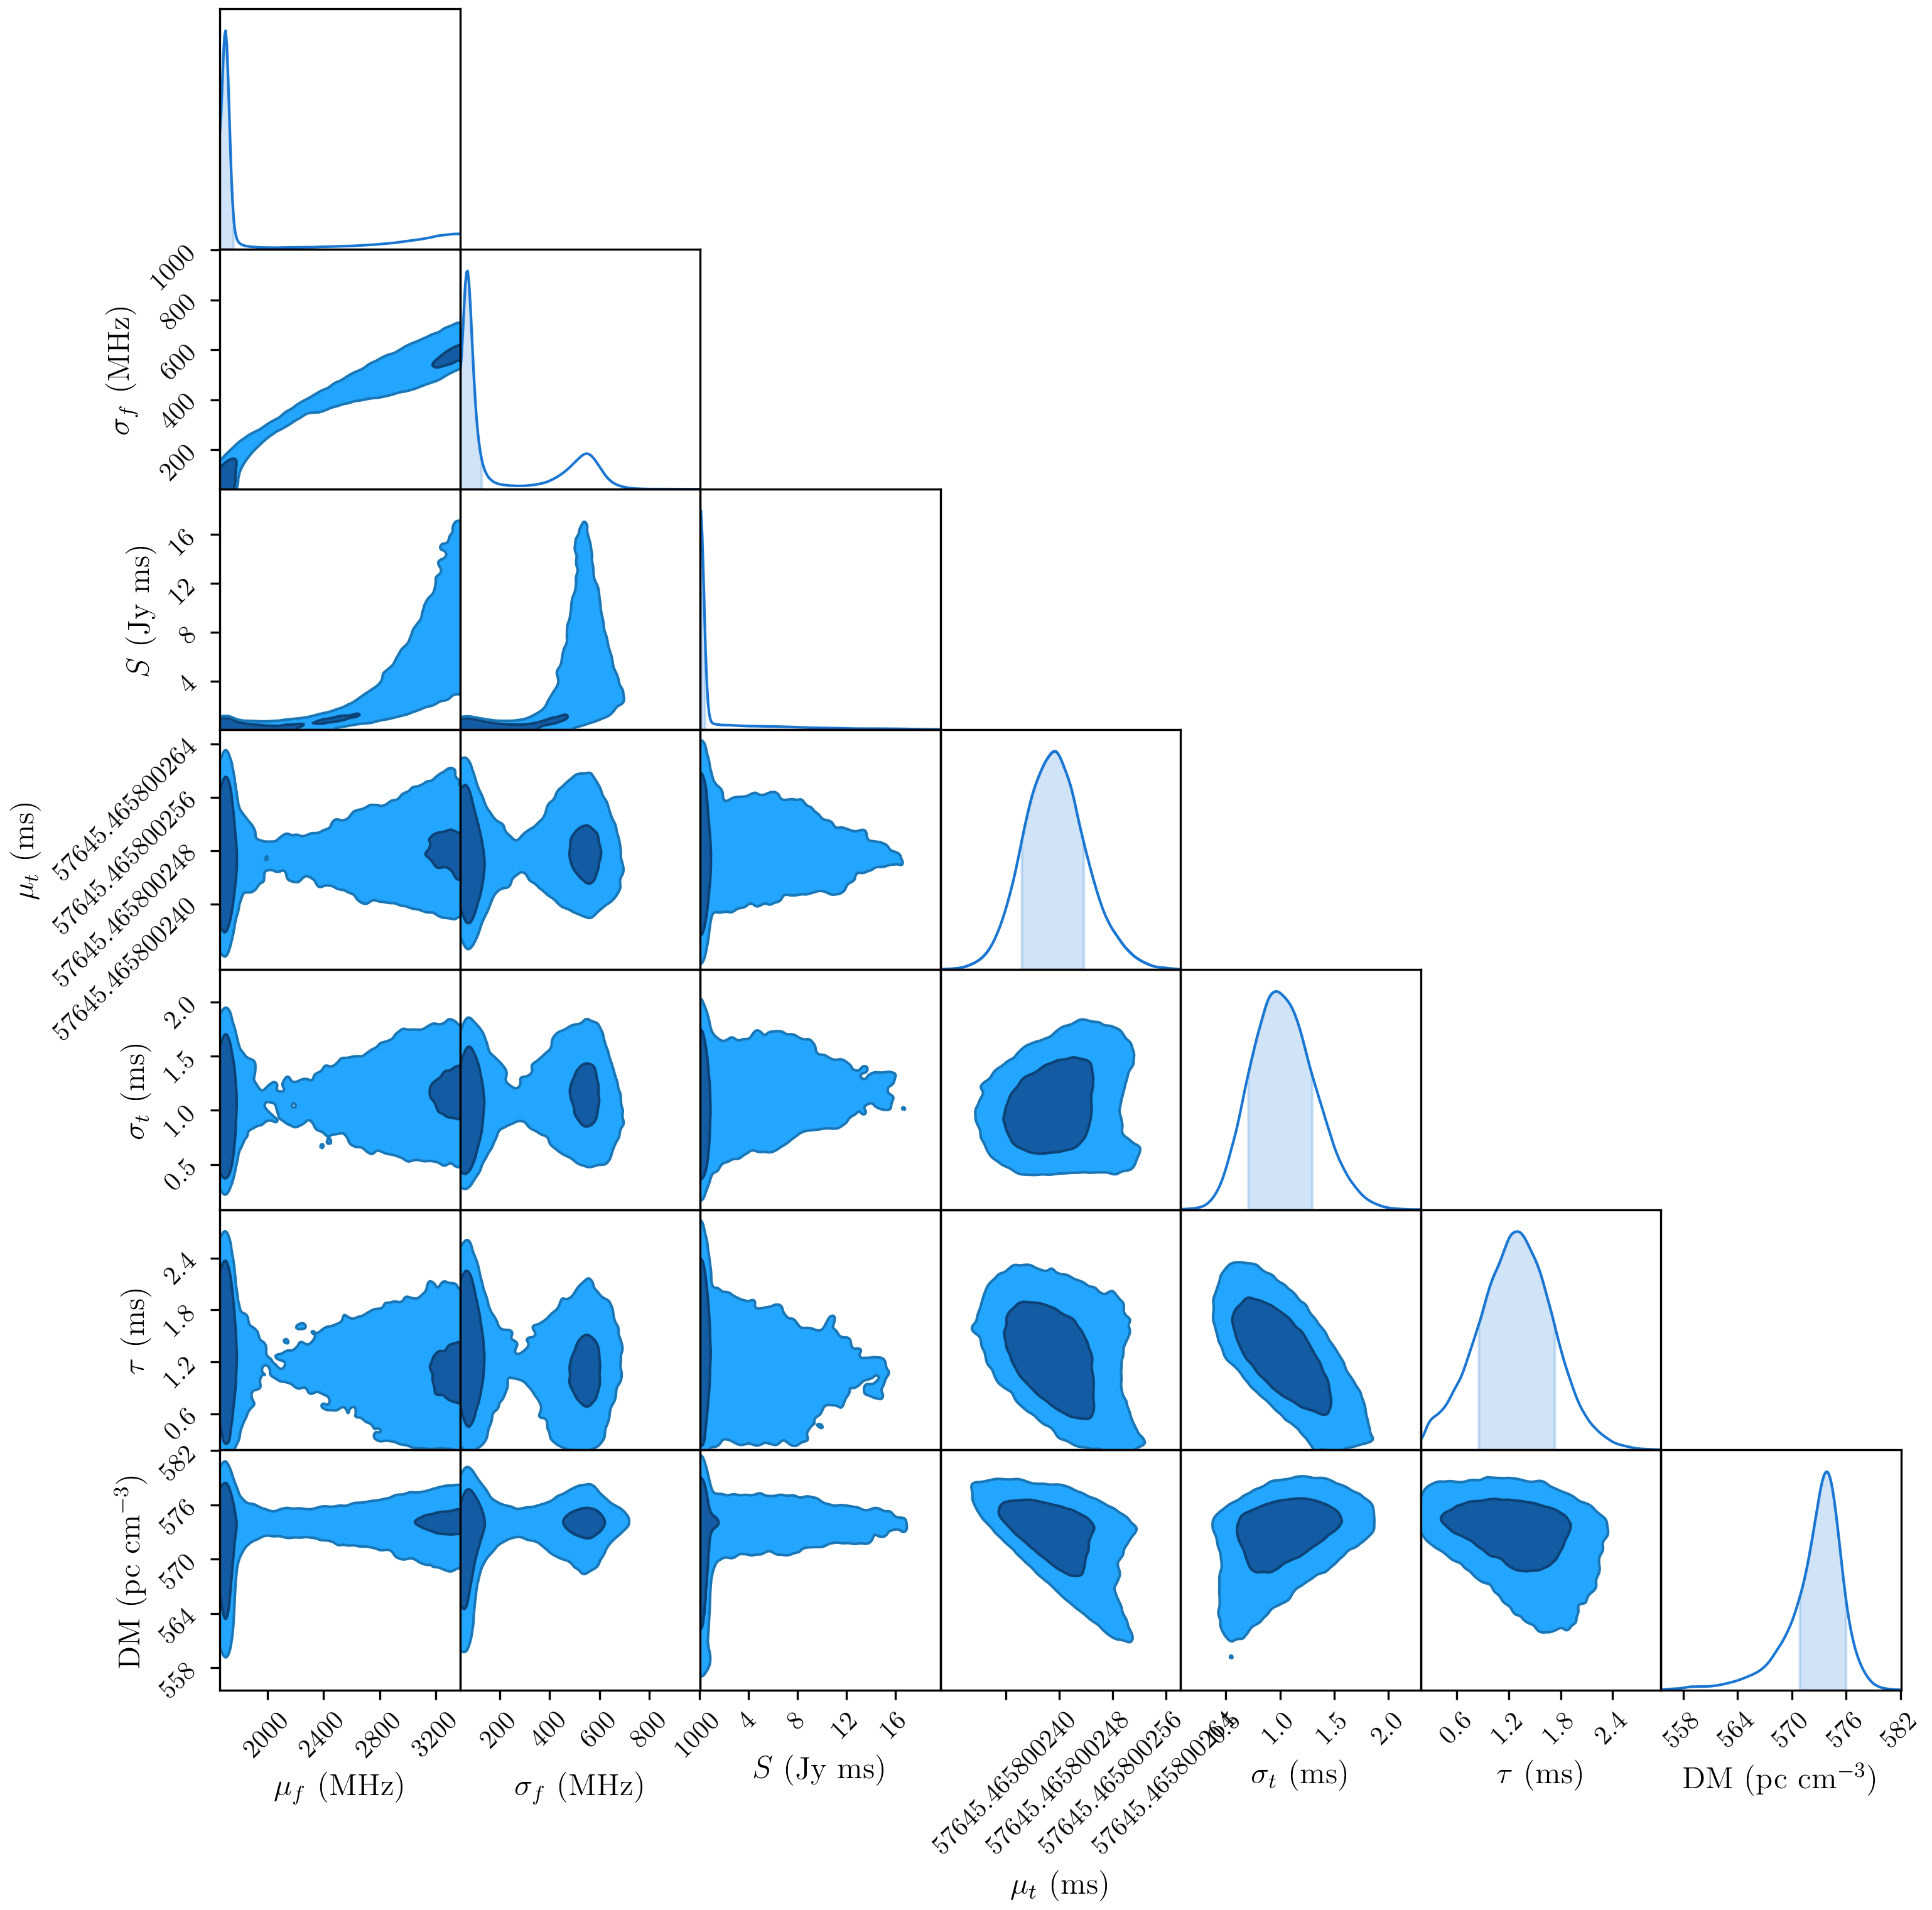 1000
800
600
400
200
σ_f (MHz)
16
12
8
4
S (Jy ms)
57645.465800264
57645.465800256
57645.465800248
57645.465800240
μ_t (ms)
2.0
1.5
1.0
0.5
σ_t (ms)
2.4
1.8
1.2
0.6
τ (ms)
582
576
570
564
558
DM (pc cm⁻³)
2000 2400 2800 3200
μ_f (MHz)
200 400 600 800 1000
σ_f (MHz)
4 8 12 16
S (Jy ms)
57645.465800240 57645.465800248 57645.465800256 57645.465800264
μ_t (ms)
0.5 1.0 1.5 2.0
σ_t (ms)
0.6 1.2 1.8 2.4
τ (ms)
558 564 570 576 582
DM (pc cm⁻³)